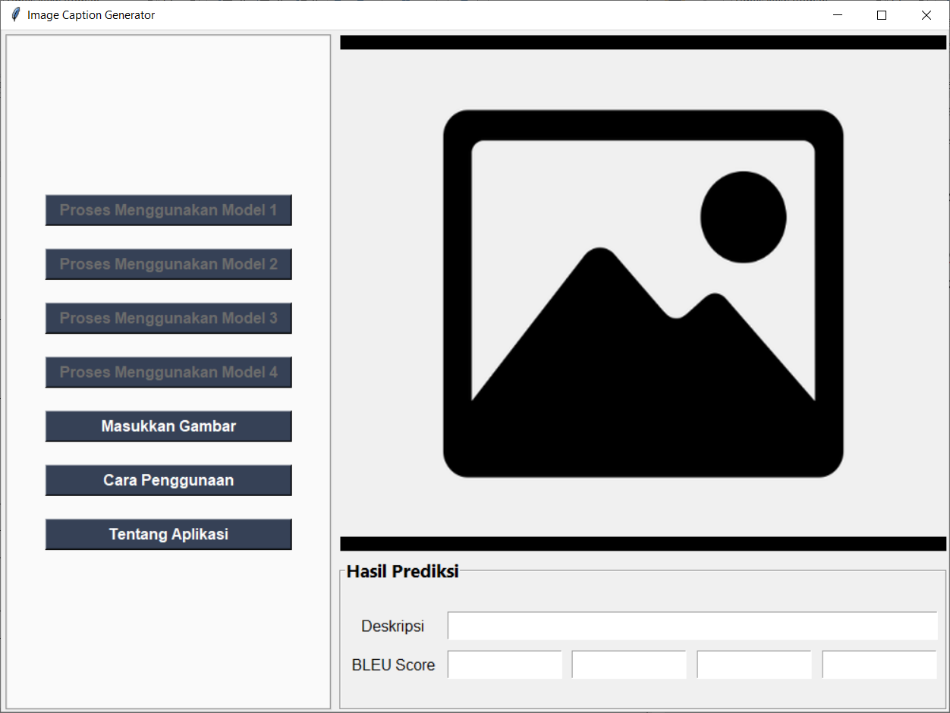 Image Caption Generator
Proses Menggunakan Model 1
Proses Menggunakan Model 2
Proses Menggunakan Model 3
Proses Menggunakan Model 4
Masukkan Gambar
Cara Penggunaan
Tentang Aplikasi
Hasil Prediksi
Deskripsi
BLEU Score